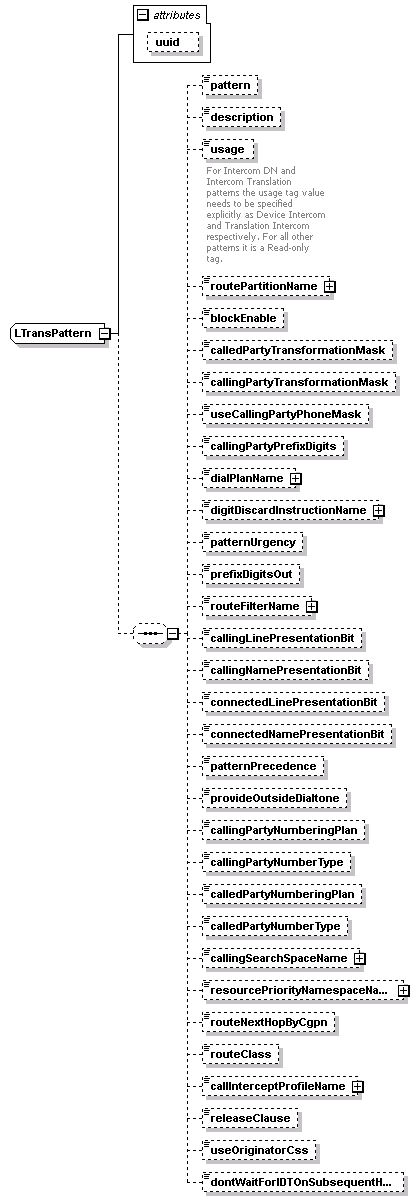 attributes
uuid
pattern
description
usage
For Intercom DN and
Intercom Translation
patterns the usage tag value
needs to be specified
explicitly as Device Intercom
and Translation Intercom
respectively. For all other
patterns it is a Read-only
tag.
routePartitionName
blockEnable
LTransPattern
calledPartyTransformationMask
callingPartyTransformationMask
useCallingPartyPhoneMask
callingPartyPrefixDigits
dialPlanName
digitDiscardInstructionName
patternUrgency
prefixDigitsOut
routeFilterName
callingLinePresentationBit
callingNamePresentationBit
connectedLinePresentationBit
connectedNamePresentationBit
patternPrecedence
provideOutsideDialtone
callingPartyNumberingPlan
callingPartyNumberType
calledPartyNumberingPlan
calledPartyNumberType
callingSearchSpaceName
resourcePriorityNamespaceNa...
routeNextHopByCgpn
routeClass
callInterceptProfileName
releaseClause
useOriginatorCss
dontWaitForIDTOnSubsequentH...